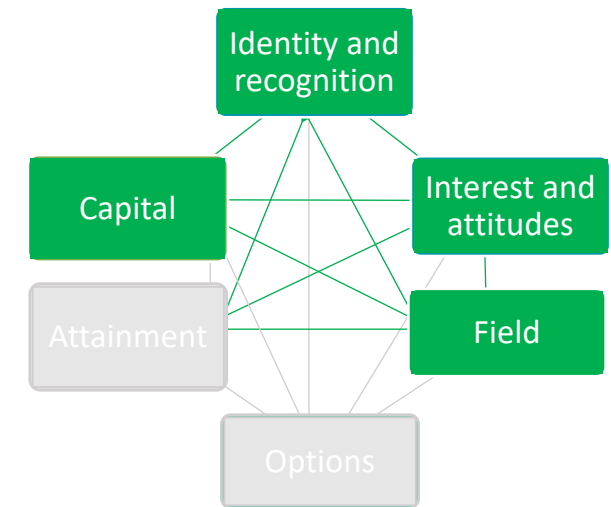 Identity and
recognition
Capital
Interest and
attitudes
Attainment
Field
Options